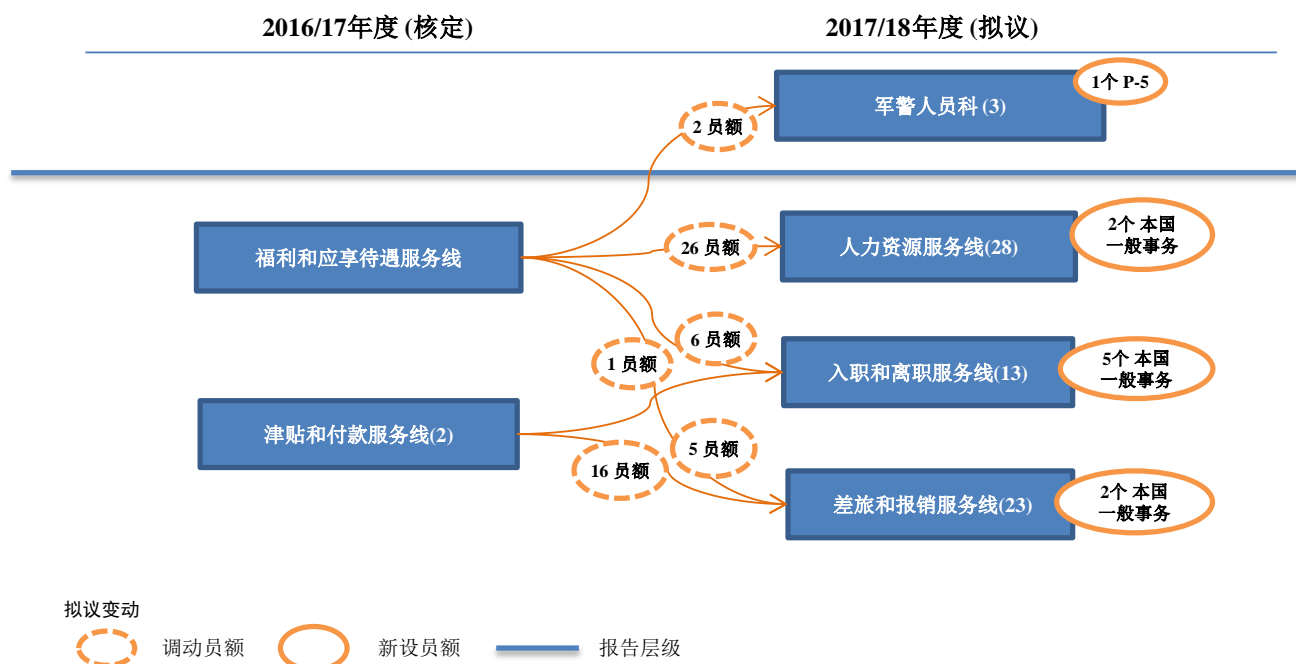 2016/17年度 (核定)
2017/18年度 (拟议)
1个 P-5
军警人员科 (3)
2 员额
福利和应享待遇服务线
26 员额
人力资源服务线(28)
2个 本国
一般事务
6 员额
1 员额
入职和离职服务线(13)
5个 本国
一般事务
津贴和付款服务线(2)
5 员额
16 员额
差旅和报销服务线(23)
2个 本国
一般事务
拟议变动
调动员额
新设员额
报告层级